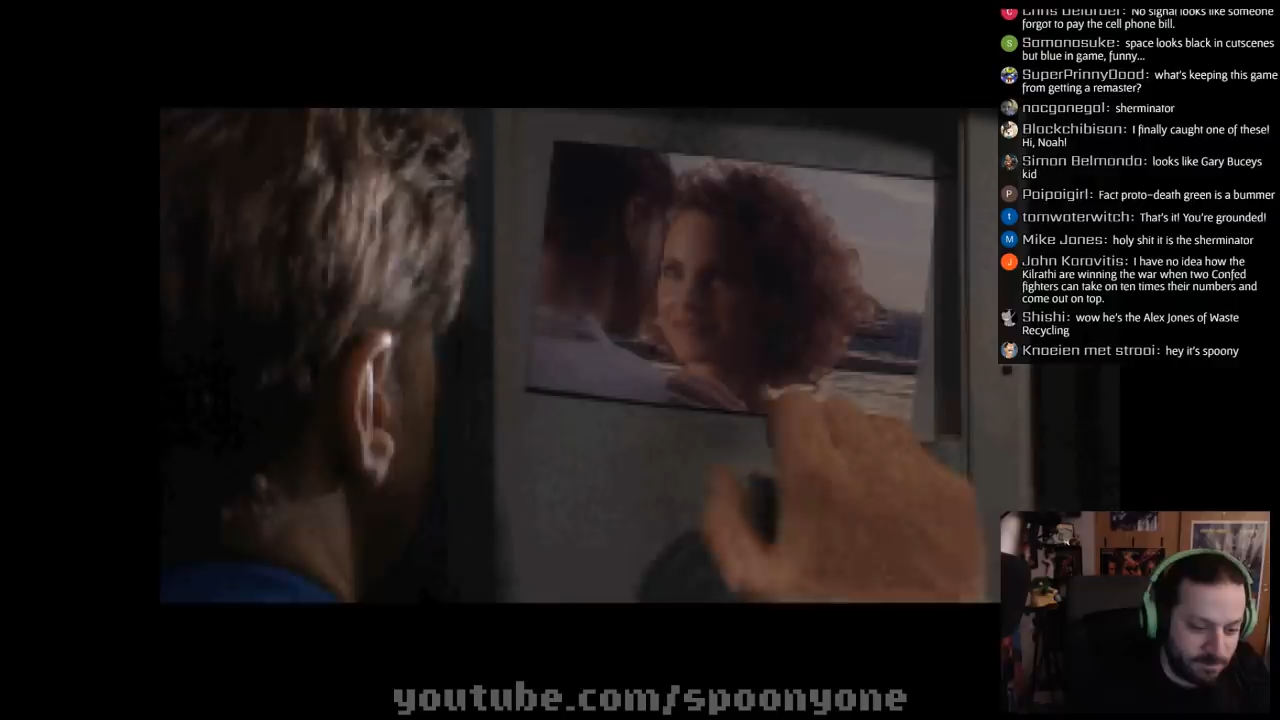 Chris Deforder: No signal looks like someone
forgot to pay the cell phone bill.
Somonosuke: space looks black in cutscenes
but blue in game, funny...
SuperPrinnyDood: what's keeping this game
from getting a remaster?
nocgonegol: sherminator
Blockchibison: I finally caught one of these!
Hi, Noah!
Simon Belmondo: looks like Gary Buceys
kid
Poipoigirl: Fact proto-death green is a bummer
tomwoterwitch: That's it! You're grounded!
Mike Jones: holy shit it is the sherminator
John Korovitis: I have no idea how the
Kilrathi are winning the war when two Confed
fighters can take on ten times their numbers and
come out on top.
Shishi: wow he's the Alex Jones of Waste
Recycling
Knoeien met strooi: hey it's spoony
youtube.com/spoonyone